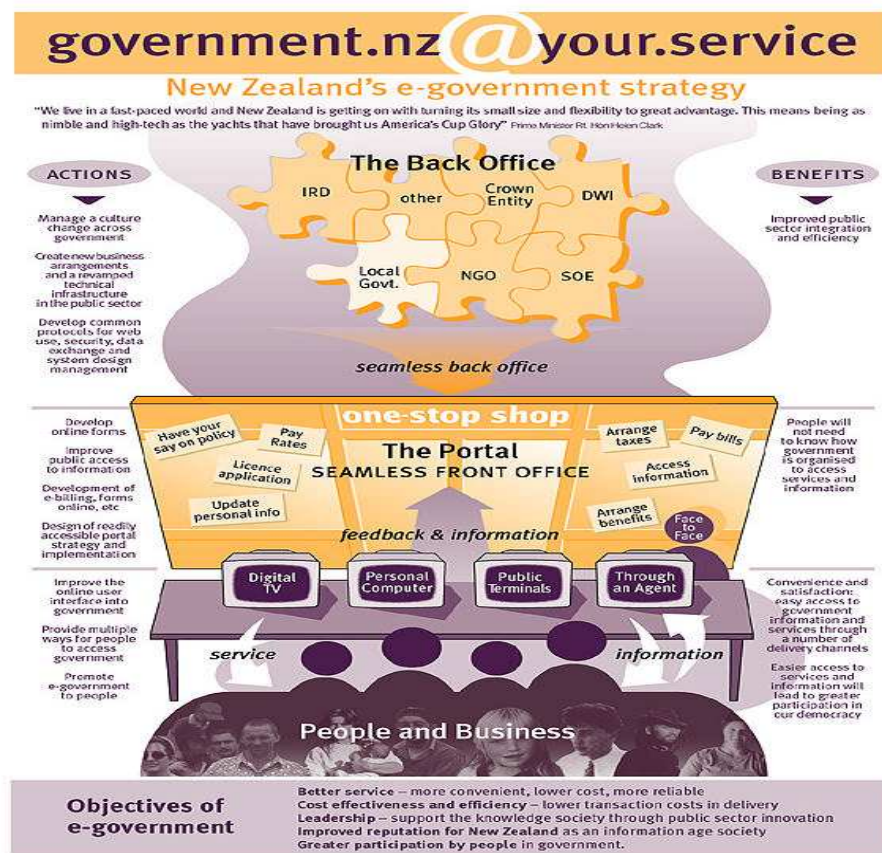 government.nz@your.service
New Zealand's e-government strategy
"We live in a fast-paced world and New Zealand is getting on with turning its small size and flexibility to great advantage. This means being as
nimble and high-tech as the yachts that have brought us America's Cup Glory" Prime Minister Rt. Hon Helen Clark
ACTIONS
Manage a culture
change across
government
Create new business
arrangements
and a revamped
technical
infrastructure
in the public sector
Develop common
protocols for web
use, security, data
exchange and
system design
management
The Back Office
IRD
other
Crown
Entity
DWI
Local
Govt.
NGO
SOE
seamless back office
BENEFITS
Improved public
sector integration
and efficiency
Develop
online forms
Improve
public access
to information
Development of
e-billing, forms
online, etc
Design of readily
accessible portal
strategy and
implementation
one-stop shop
The Portal
SEAMLESS FRONT OFFICE
Have your
say on policy
Pay
Rates
Licence
application
Update
personal info
Arrange
taxes
Pay bills
Access
information
Arrange
benefits
Face
to
Face
feedback & information
People will
not need
to know how
government
is organised
to access
services and
information
Improve the
online user
interface into
government
Provide multiple
ways for people
to access
government
Promote
e-government
to people
Digital
TV
Personal
Computer
Public
Terminals
Through
an Agent
service
information
People and Business
Convenience and
satisfaction:
easy access to
government
information and
services through
a number of
delivery channels
Easier access to
services and
information will
lead to greater
participation in
our democracy
Objectives of
e-government
Better service – more convenient, lower cost, more reliable
Cost effectiveness and efficiency – lower transaction costs in delivery
Leadership – support the knowledge society through public sector innovation
Improved reputation for New Zealand as an information age society
Greater participation by people in government.